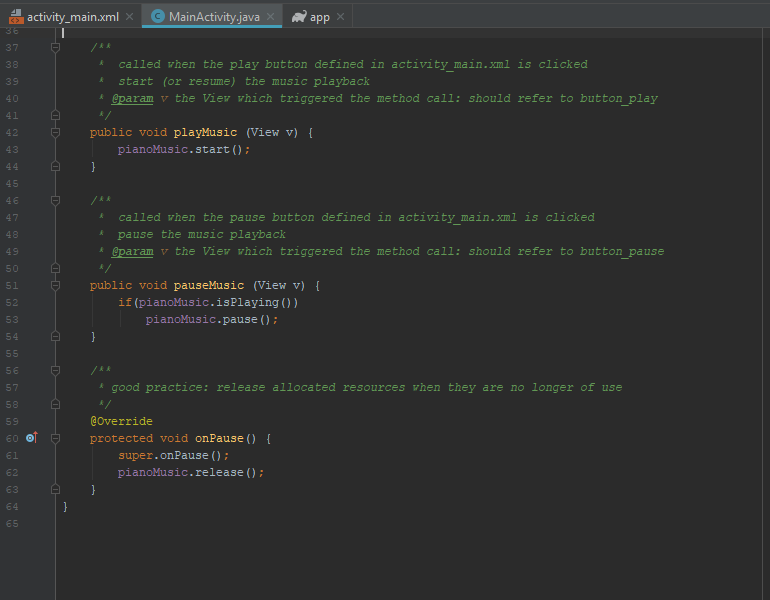 activity_main.xml MainActivity.java app
36
37 /**
38 * called when the play button defined in activity_main.xml is clicked
39 * start (or resume) the music playback
40 * @param v the View which triggered the method call: should refer to button_play
41 */
42 public void playMusic (View v) {
43 pianoMusic.start();
44 }
45
46 /**
47 * called when the pause button defined in activity_main.xml is clicked
48 * pause the music playback
49 * @param v the View which triggered the method call: should refer to button_pause
50 */
51 public void pauseMusic (View v) {
52 if(pianoMusic.isPlaying())
53 pianoMusic.pause();
54 }
55
56 /**
57 * good practice: release allocated resources when they are no longer of use
58 */
59 @Override
60 protected void onPause() {
61 super.onPause();
62 pianoMusic.release();
63 }
64 }
65